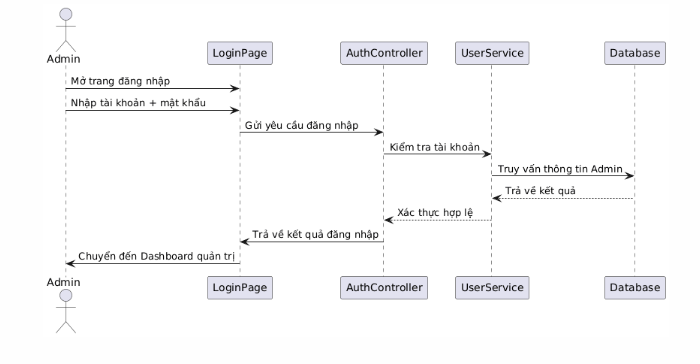 Admin
LoginPage
AuthController
UserService
Database
Mở trang đăng nhập
Nhập tài khoản + mật khẩu
Gửi yêu cầu đăng nhập
Kiểm tra tài khoản
Truy vấn thông tin Admin
Trả về kết quả
Xác thực hợp lệ
Trả về kết quả đăng nhập
Chuyển đến Dashboard quản trị
Admin
LoginPage
AuthController
UserService
Database